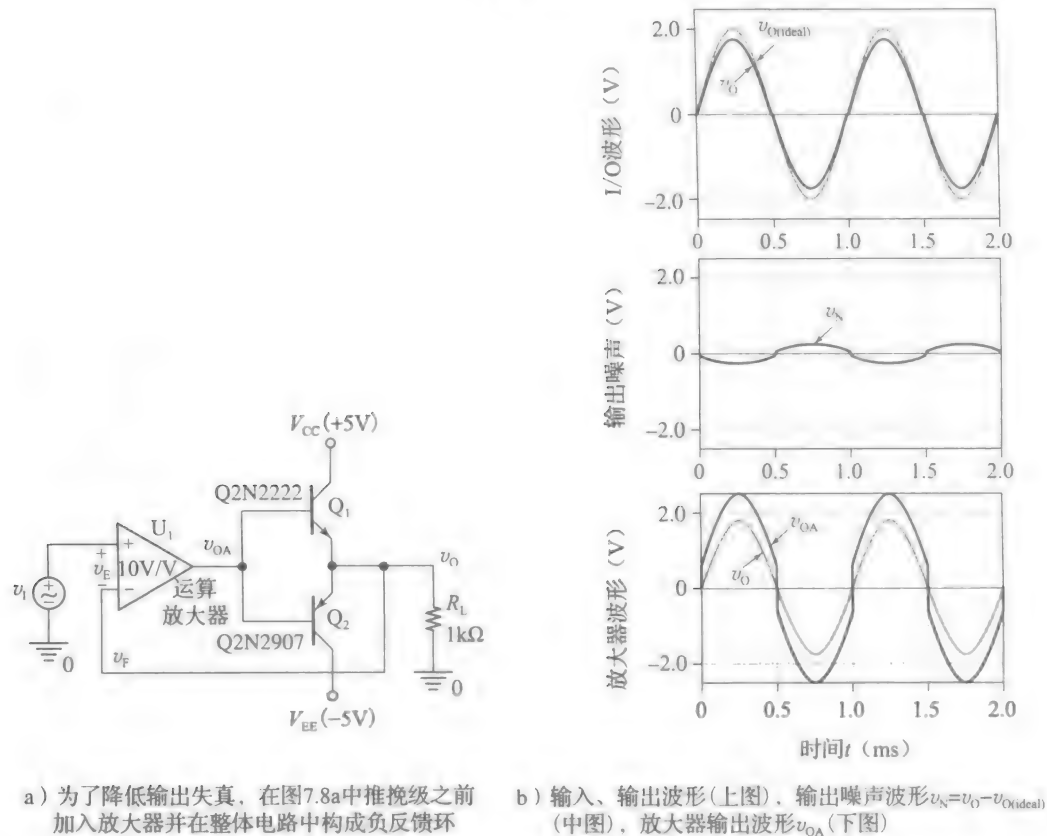 2.0
0
−2.0
I/O波形（V）
v_O(ideal)
v_O
0
0.5
1.0
1.5
2.0
2.0
0
−2.0
输出噪声（V）
v_N
0
0.5
1.0
1.5
2.0
2.0
0
−2.0
放大器波形（V）
v_OA
v_O
0
0.5
1.0
1.5
2.0
时间t（ms）
V_CC(+5V)
Q2N2222
Q_1
U_1
+
v_E
−
+
10V/V
−
运算
放大器
v_OA
v_O
v_I
Q_2
R_L
1kΩ
Q2N2907
0
v_F
0
V_EE(−5V)
a）为了降低输出失真，在图7.8a中推挽级之前
加入放大器并在整体电路中构成负反馈环
b）输入、输出波形(上图)，输出噪声波形v_N=v_O−v_O(ideal)
(中图)，放大器输出波形v_OA(下图)